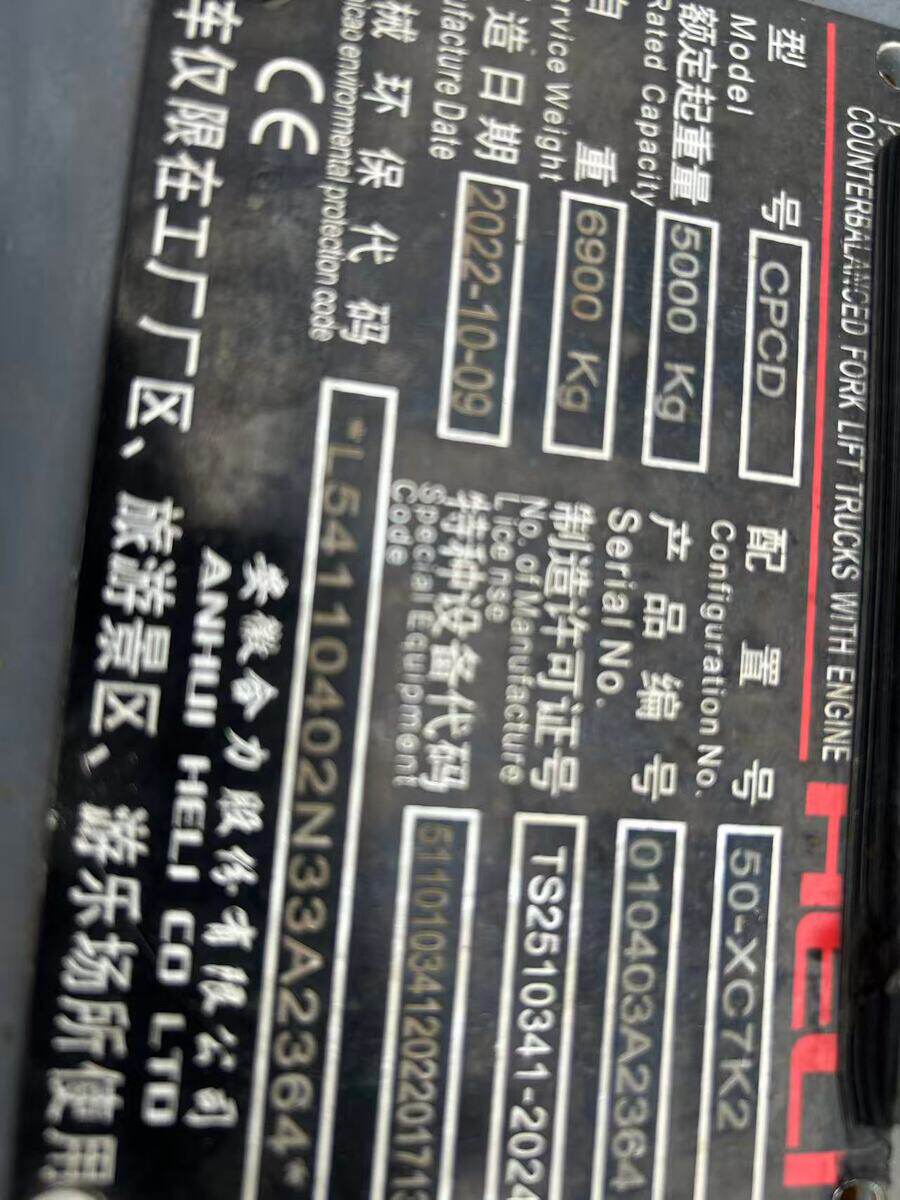 HELI
COUNTERBALANCED FORK LIFT TRUCKS WITH ENGINE
型号
Model
CPCD
配置号
Configuration No.
50-XC7K2
额定起重量
Rated Capacity
5000 Kg
产品编号
Serial No.
010403A2364
自重
Service Weight
6900 Kg
制造许可证号
No. of Manufacture
License
TS2510341-2024
造日期
ufacture Date
2022-10-09
特种设备代码
Special Equipment
Code
511010341202201713
械环保代码
environmental protection code
*L54110402N33A2364*
CE
安徽合力股份有限公司
ANHUI HELI CO LTD
车仅限在工厂厂区、旅游景区、游乐场所使用